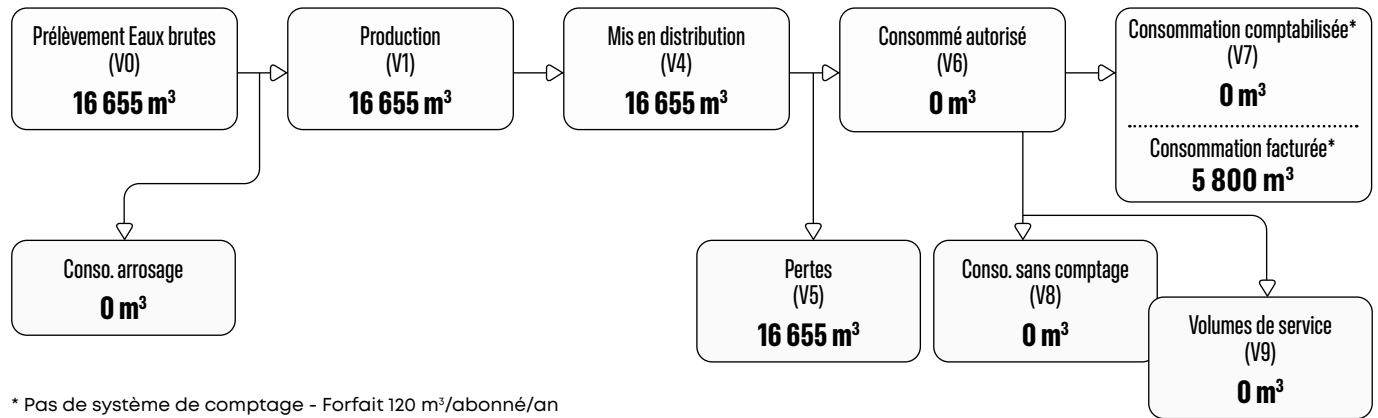 Prélèvement Eaux brutes
(V0)
16 655 m³
Production
(V1)
16 655 m³
Mis en distribution
(V4)
16 655 m³
Consommé autorisé
(V6)
0 m³
Consommation comptabilisée*
(V7)
0 m³
Consommation facturée*
5 800 m³
Conso. arrosage
0 m³
Pertes
(V5)
16 655 m³
Conso. sans comptage
(V8)
0 m³
Volumes de service
(V9)
0 m³
* Pas de système de comptage - Forfait 120 m³/abonné/an